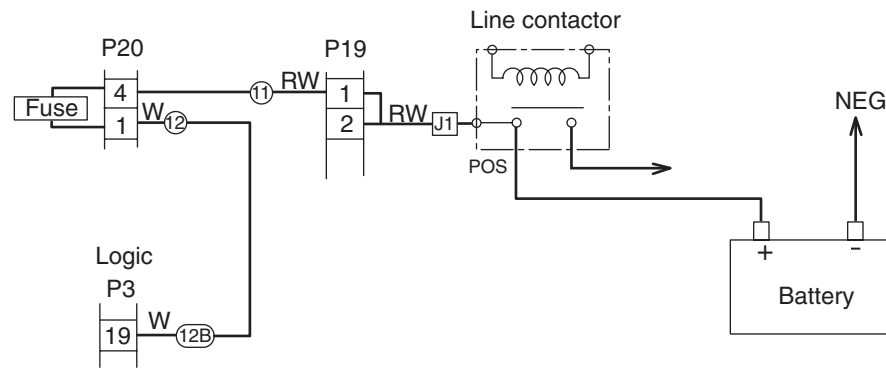 Line contactor
P20
P19
4
11
RW
1
Fuse
1
W
12
2
RW
J1
POS
NEG
Logic
P3
19
W
12B
+
-
Battery